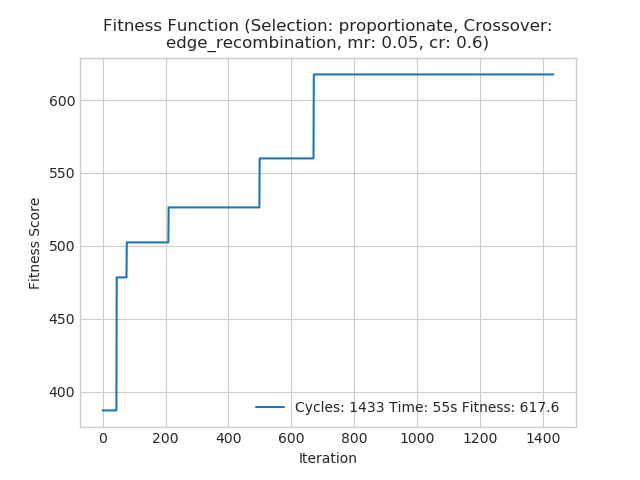 Fitness Function (Selection: proportionate, Crossover:
edge_recombination, mr: 0.05, cr: 0.6)
600
550
500
450
400
Fitness Score
Cycles: 1433 Time: 55s Fitness: 617.6
0 200 400 600 800 1000 1200 1400
Iteration